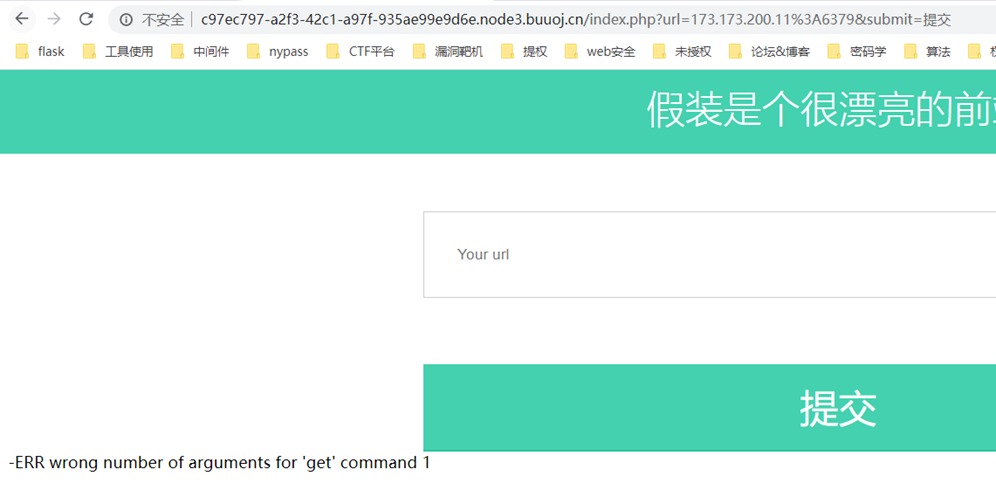 不安全 c97ec797-a2f3-42c1-a97f-935ae99e9d6e.node3.buuoj.cn/index.php?url=173.173.200.11%3A6379&submit=提交
flask 工具使用 中间件 nypass CTF平台 漏洞靶机 提权 web安全 未授权 论坛&博客 密码学 算法
假装是个很漂亮的前
Your url
提交
-ERR wrong number of arguments for 'get' command 1